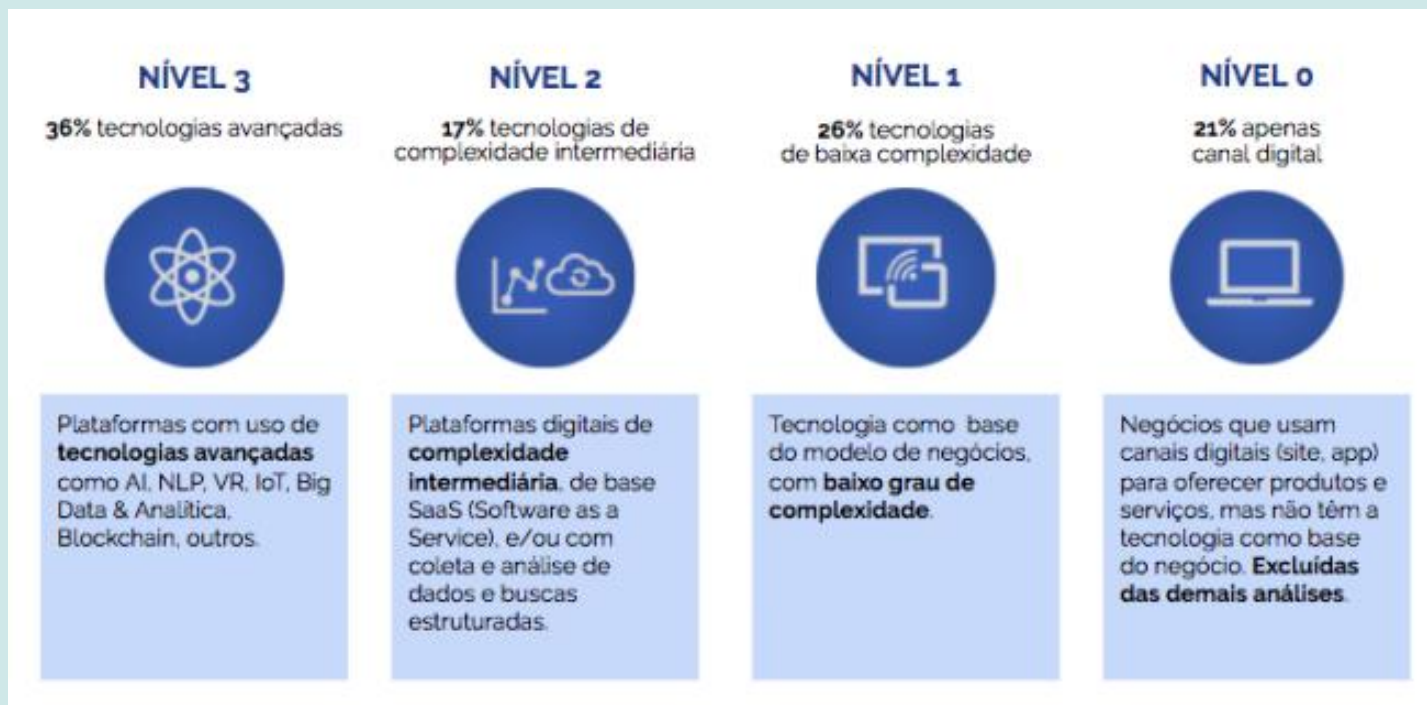 NÍVEL 3
36% tecnologias avançadas
Plataformas com uso de
tecnologias avançadas
como AI, NLP, VR, IoT, Big
Data & Analítica,
Blockchain, outros.
NÍVEL 2
17% tecnologias de
complexidade intermediária
Plataformas digitais de
complexidade
intermediária, de base
SaaS (Software as a
Service), e/ou com
coleta e análise de
dados e buscas
estruturadas.
NÍVEL 1
26% tecnologias
de baixa complexidade
Tecnologia como base
do modelo de negócios,
com baixo grau de
complexidade.
NÍVEL 0
21% apenas
canal digital
Negócios que usam
canais digitais (site, app)
para oferecer produtos e
serviços, mas não têm a
tecnologia como base
do negócio. Excluídas
das demais análises.